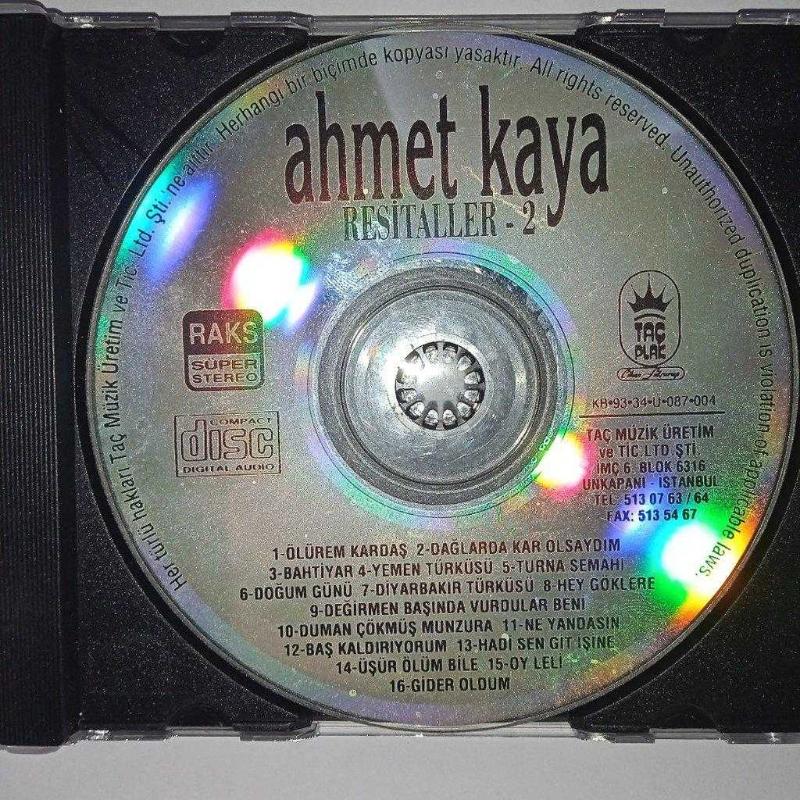 Her türlü hakları Taç Müzik Üretim ve Tic. Ltd. Şti.'ne aittir. Herhangi bir biçimde kopyası yasaktır. All rights reserved. Unauthorized duplication is violation of applicable laws.
ahmet kaya
RESİTALLER - 2
RAKS
SÜPER
STEREO
COMPACT
disc
DIGITAL AUDIO
TAÇ
PLAK
KB•93•34•Ü•087•004
TAÇ MÜZİK ÜRETİM
ve TİC.LTD.ŞTİ.
İMÇ 6. BLOK 6316
UNKAPANI - İSTANBUL
TEL: 513 07 63 / 64
FAX: 513 54 67
1-ÖLÜREM KARDAŞ 2-DAĞLARDA KAR OLSAYDIM
3-BAHTİYAR 4-YEMEN TÜRKÜSÜ 5-TURNA SEMAHI
6-DOĞUM GÜNÜ 7-DİYARBAKIR TÜRKÜSÜ 8-HEY GÖKLERE
9-DEĞİRMEN BAŞINDA VURDULAR BENİ
10-DUMAN ÇÖKMÜŞ MUNZURA 11-NE YANDASIN
12-BAŞ KALDIRIYORUM 13-HADİ SEN GİT İŞİNE
14-ÜŞÜR ÖLÜM BİLE 15-OY LELİ
16-GİDER OLDUM